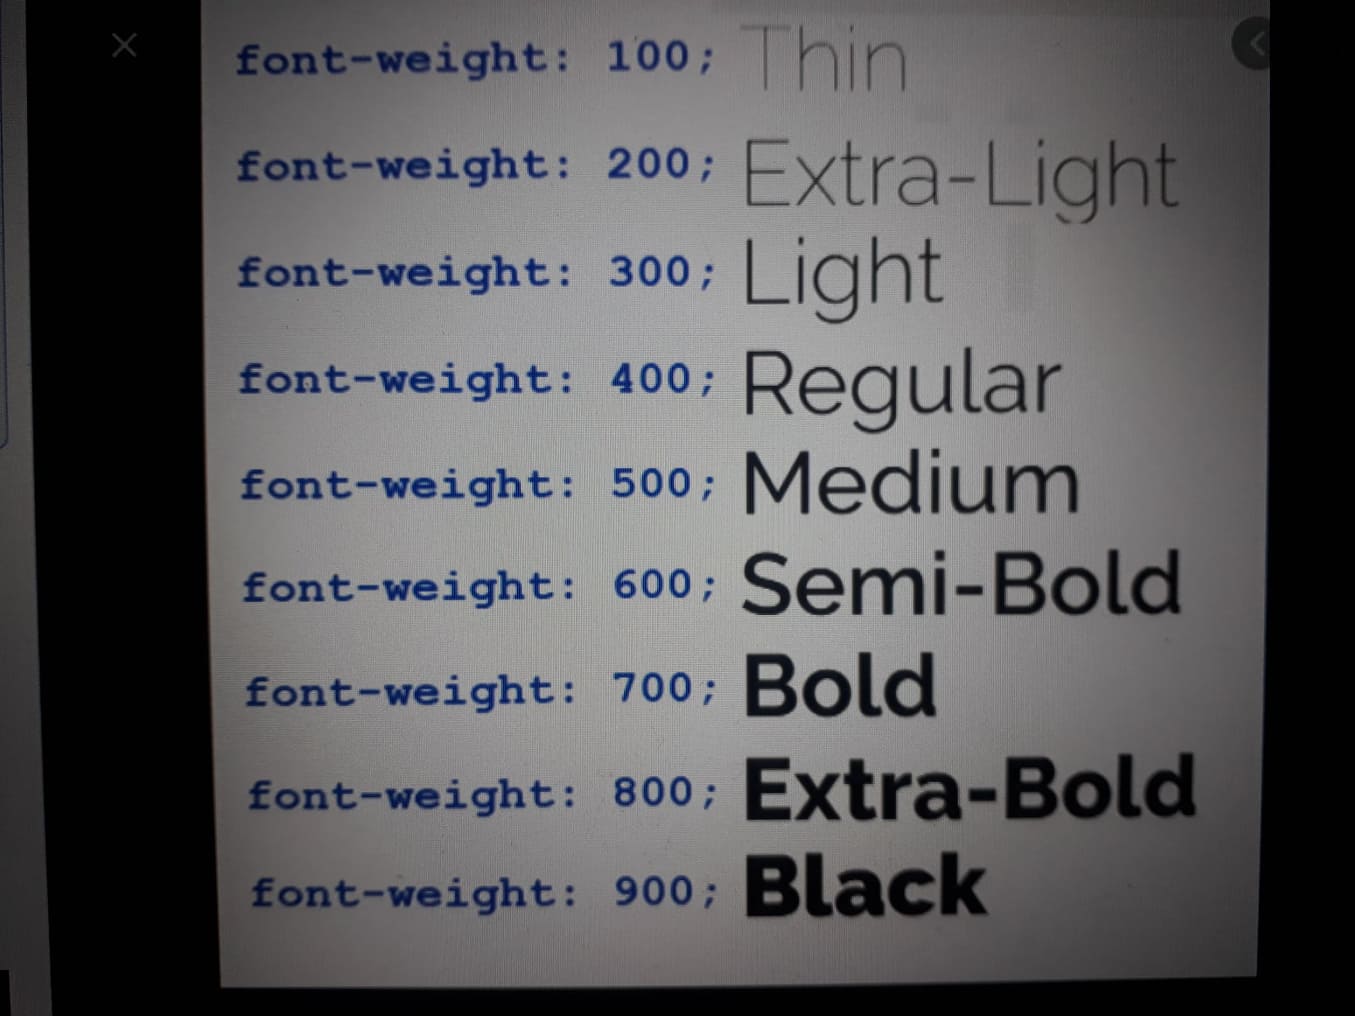 font-weight: 100; Thin
font-weight: 200; Extra-Light
font-weight: 300; Light
font-weight: 400; Regular
font-weight: 500; Medium
font-weight: 600; Semi-Bold
font-weight: 700; Bold
font-weight: 800; Extra-Bold
font-weight: 900; Black